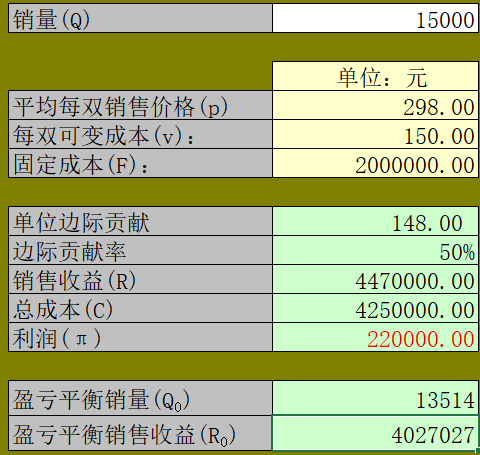 销量(Q) 15000
单位：元
平均每双销售价格(p) 298.00
每双可变成本(v)： 150.00
固定成本(F)： 2000000.00
单位边际贡献 148.00
边际贡献率 50%
销售收益(R) 4470000.00
总成本(C) 4250000.00
利润(π) 220000.00
盈亏平衡销量(Q₀) 13514
盈亏平衡销售收益(R₀) 4027027